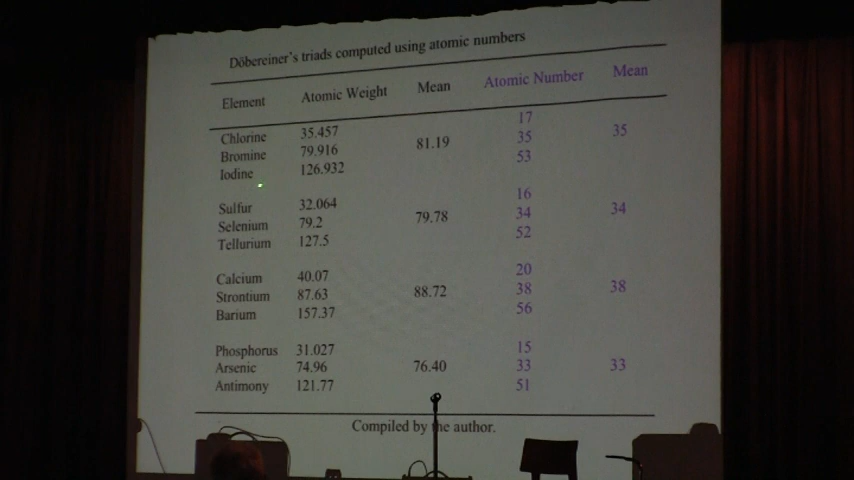 Döbereiner's triads computed using atomic numbers
Element Atomic Weight Mean Atomic Number Mean
Chlorine 35.457 17
Bromine 79.916 81.19 35 35
Iodine 126.932 53
Sulfur 32.064 16
Selenium 79.2 79.78 34 34
Tellurium 127.5 52
Calcium 40.07 20
Strontium 87.63 88.72 38 38
Barium 157.37 56
Phosphorus 31.027 15
Arsenic 74.96 76.40 33 33
Antimony 121.77 51
Compiled by the author.